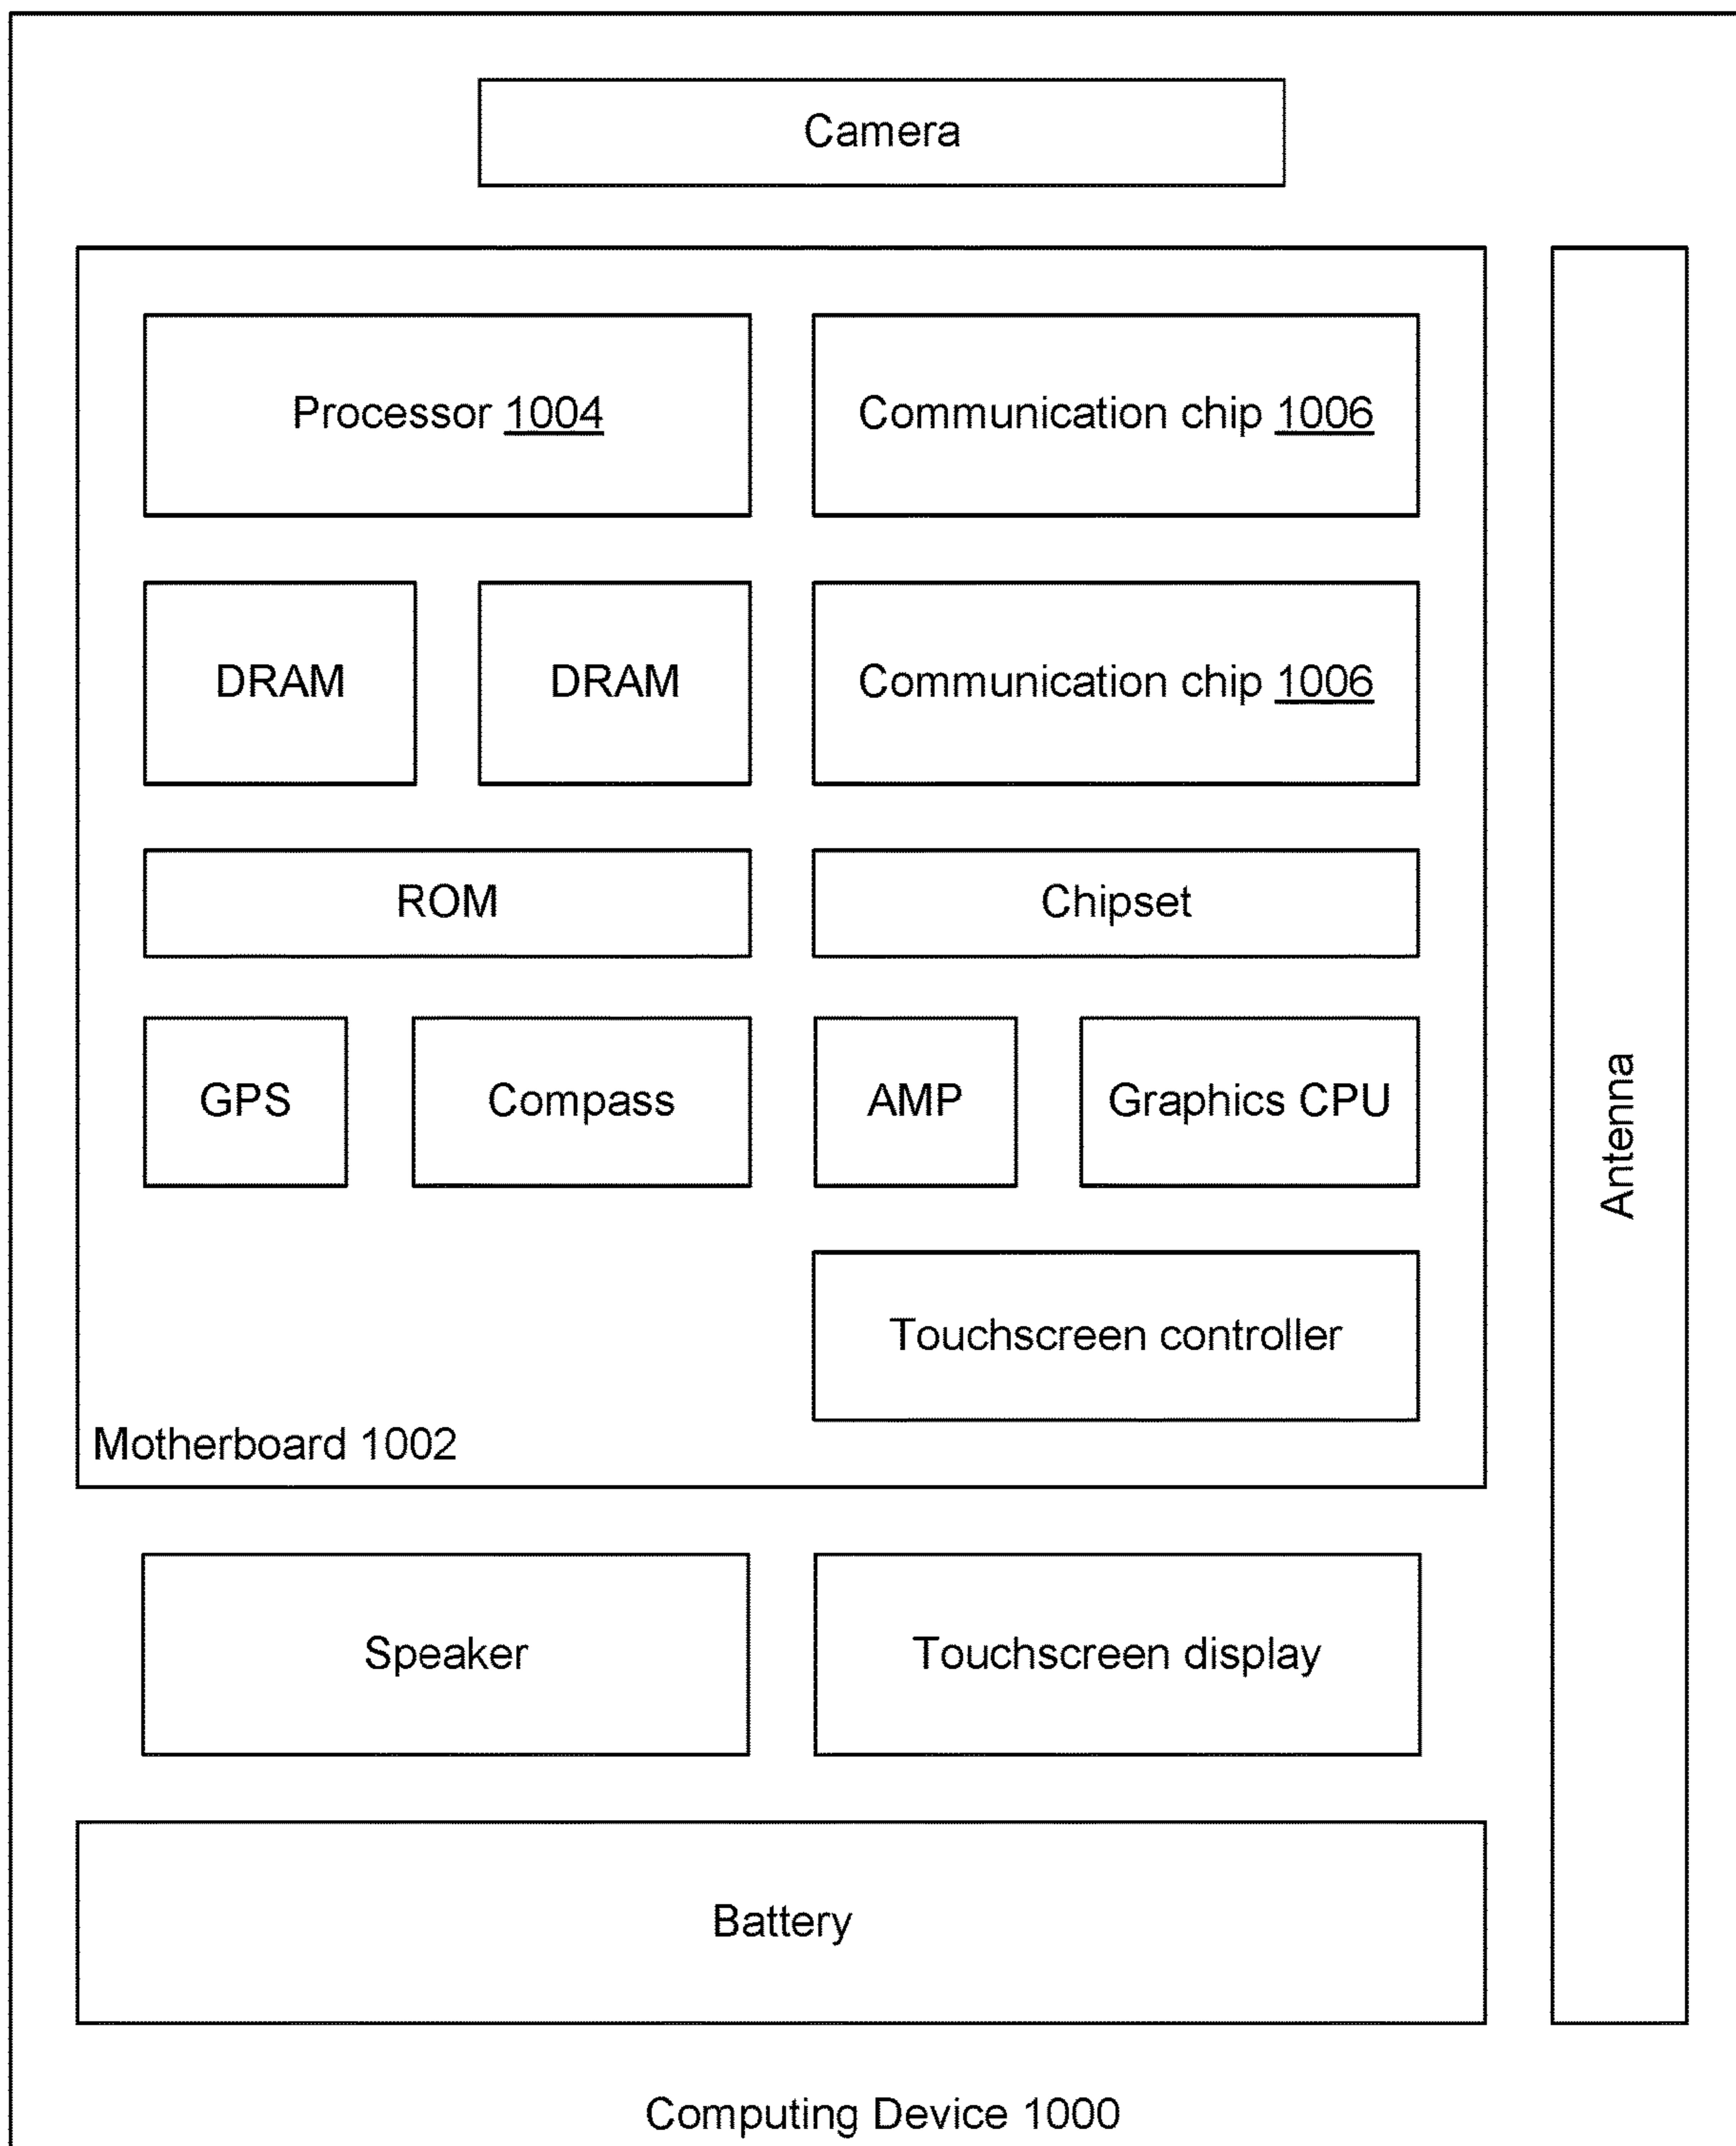 Camera
Processor 1004
Communication chip 1006
DRAM
DRAM
Communication chip 1006
ROM
Chipset
GPS
Compass
AMP
Graphics CPU
Antenna
Touchscreen controller
Motherboard 1002
Speaker
Touchscreen display
Battery
Computing Device 1000